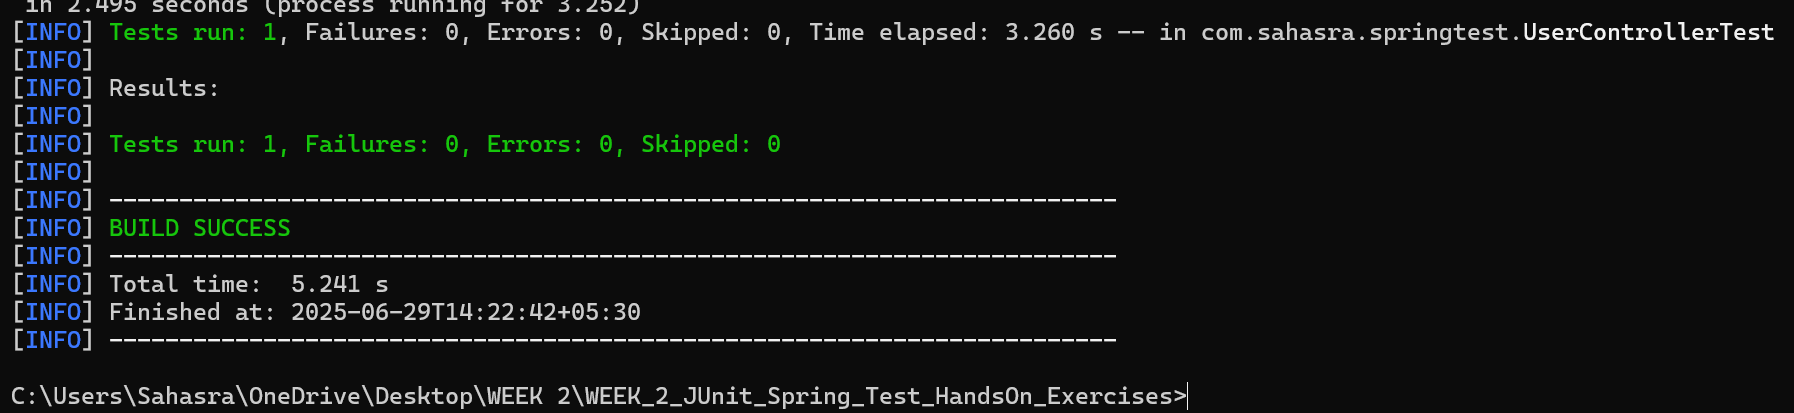 in 2.495 seconds (process running for 3.252)
[INFO] Tests run: 1, Failures: 0, Errors: 0, Skipped: 0, Time elapsed: 3.260 s -- in com.sahasra.springtest.UserControllerTest
[INFO]
[INFO] Results:
[INFO]
[INFO] Tests run: 1, Failures: 0, Errors: 0, Skipped: 0
[INFO]
[INFO] ------------------------------------------------------------------------
[INFO] BUILD SUCCESS
[INFO] ------------------------------------------------------------------------
[INFO] Total time:  5.241 s
[INFO] Finished at: 2025-06-29T14:22:42+05:30
[INFO] ------------------------------------------------------------------------
C:\Users\Sahasra\OneDrive\Desktop\WEEK 2\WEEK_2_JUnit_Spring_Test_HandsOn_Exercises>